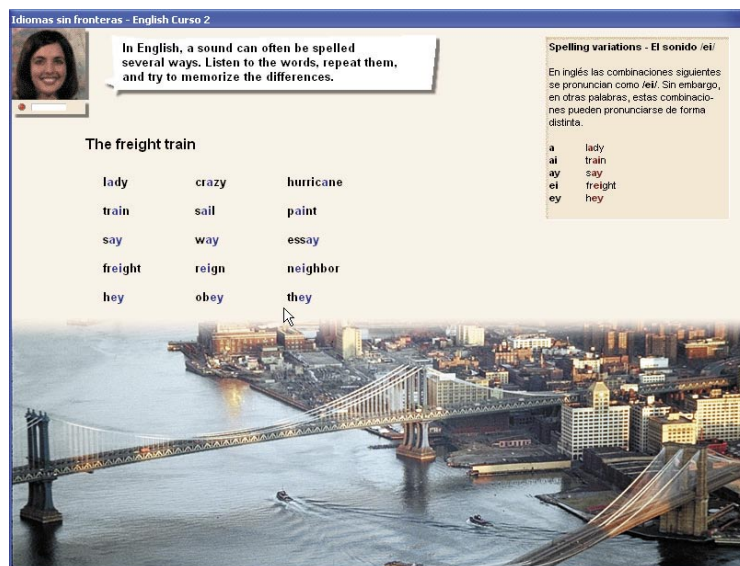 Idiomas sin fronteras - English Curso 2
In English, a sound can often be spelled
several ways. Listen to the words, repeat them,
and try to memorize the differences.
The freight train
lady crazy hurricane
train sail paint
say way essay
freight reign neighbor
hey obey they
Spelling variations - El sonido /ei/
En inglés las combinaciones siguientes
se pronuncian como /ei/. Sin embargo,
en otras palabras, estas combinacio-
nes pueden pronunciarse de forma
distinta.
a lady
ai train
ay say
ei freight
ey hey